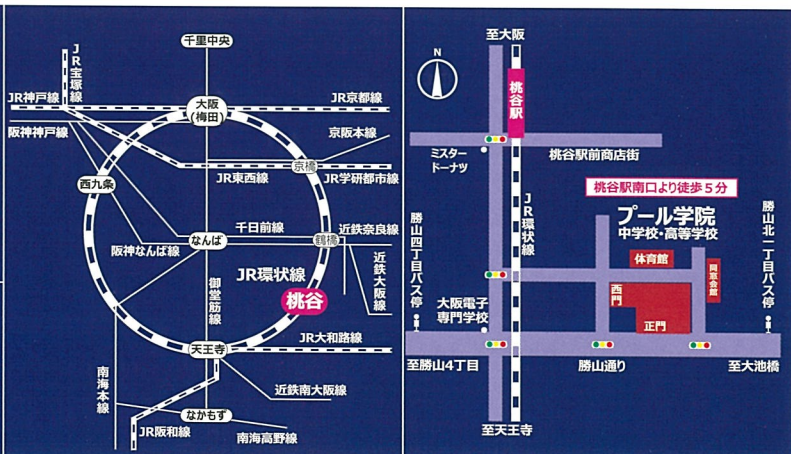 千里中央
JR宝塚線
JR神戸線
大阪
(梅田)
JR京都線
阪神神戸線
京阪本線
京橋
JR東西線
JR学研都市線
西九条
千日前線
近鉄奈良線
なんば
鶴橋
阪神なんば線
近鉄大阪線
JR環状線
御堂筋線
桃谷
JR大和路線
天王寺
南海本線
近鉄南大阪線
なかもず
JR阪和線
南海高野線
至大阪
N
桃谷駅
ミスター
ドーナツ
桃谷駅前商店街
桃谷駅南口より徒歩5分
JR環状線
プール学院
中学校・高等学校
勝山四丁目バス停
勝山北一丁目バス停
体育館
同窓会館
西門
大阪電子
専門学校
正門
至勝山4丁目
勝山通り
至大池橋
至天王寺